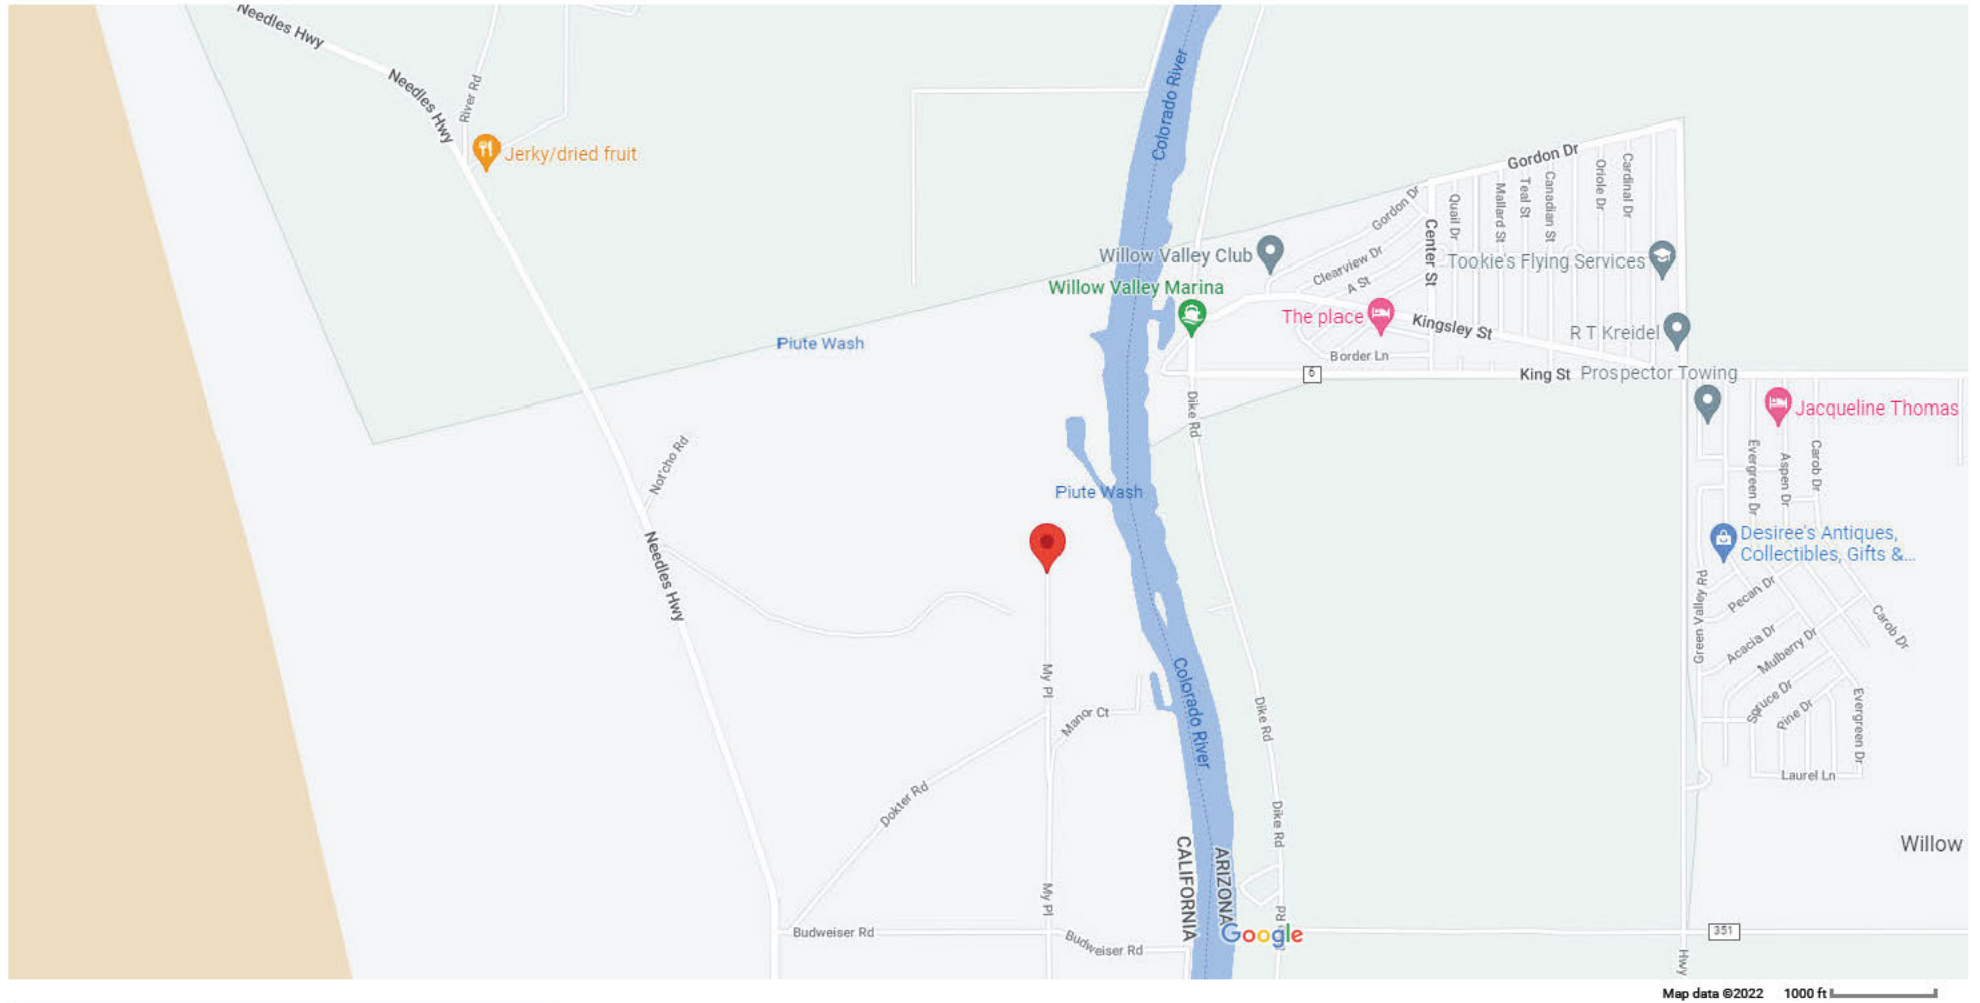 Needles Hwy
Needles Hwy
River Rd
Jerky/dried fruit
Colorado River
Gordon Dr
Gordon Dr
Quail Dr
Mallard St
Teal St
Canadian St
Oriole Dr
Cardinal Dr
Center St
Willow Valley Club
Clearview Dr
A St
Tookie's Flying Services
Willow Valley Marina
The place
Kingsley St
R T Kreidel
Piute Wash
Border Ln
6
King St
Prospector Towing
Dike Rd
Jacqueline Thomas
Not'cho Rd
Evergreen Dr
Aspen Dr
Carob Dr
Piute Wash
Needles Hwy
Desiree's Antiques,
Collectibles, Gifts &...
Green Valley Rd
Pecan Dr
Carob Dr
Acacia Dr
Mulberry Dr
My Pl
Manor Ct
Colorado River
Dike Rd
Spruce Dr
Pine Dr
Evergreen Dr
Laurel Ln
Dokter Rd
Dike Rd
CALIFORNIA
ARIZONA
Willow
My Pl
Budweiser Rd
Budweiser Rd
Rd
Google
351
Hwy
Map data ©2022
1000 ft